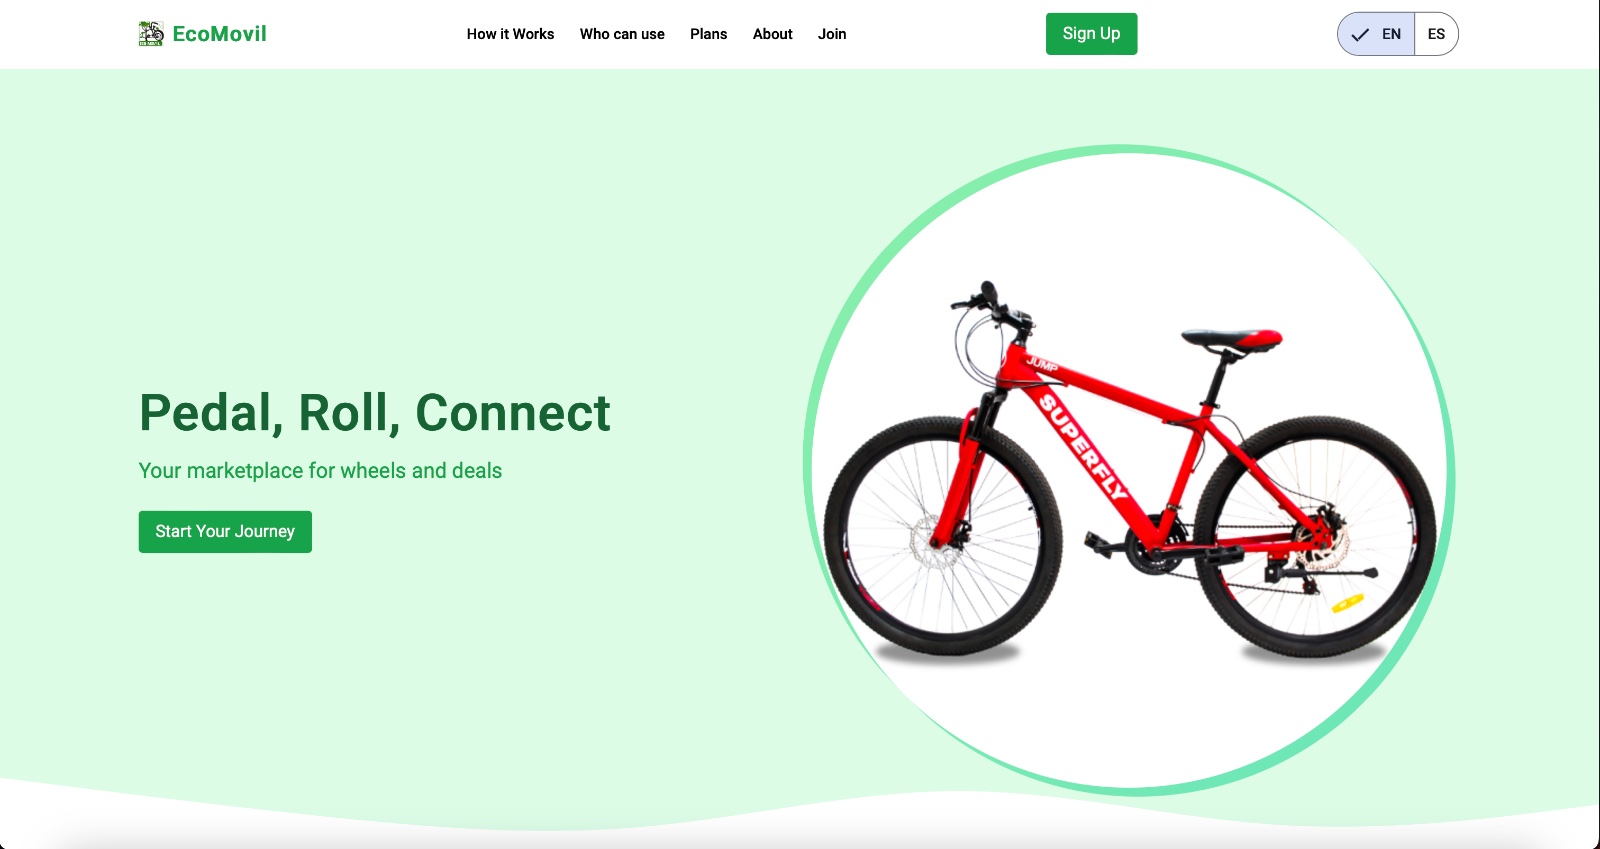 EcoMovil
How it Works
Who can use
Plans
About
Join
Sign Up
EN
ES
Pedal, Roll, Connect
Your marketplace for wheels and deals
Start Your Journey
JUMP
SUPERFLY